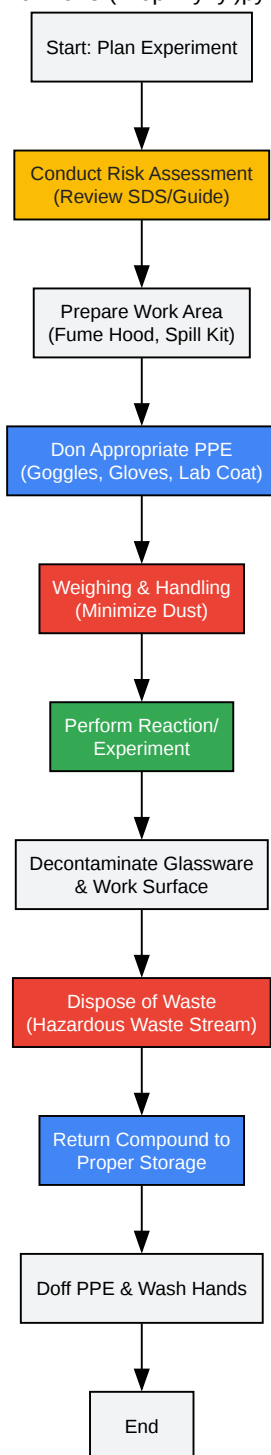 Start: Plan Experiment
Conduct Risk Assessment
(Review SDS/Guide)
Prepare Work Area
(Fume Hood, Spill Kit)
Don Appropriate PPE
(Goggles, Gloves, Lab Coat)
Weighing & Handling
(Minimize Dust)
Perform Reaction/
Experiment
Decontaminate Glassware
& Work Surface
Dispose of Waste
(Hazardous Waste Stream)
Return Compound to
Proper Storage
Doff PPE & Wash Hands
End